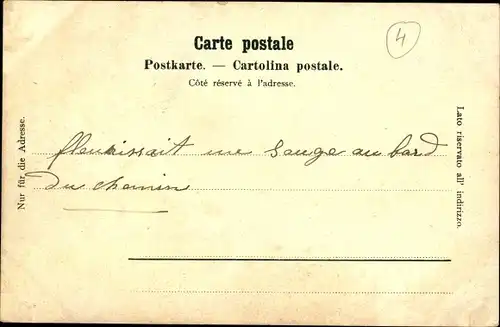 Carte postale
4
Postkarte. — Cartolina postale.
Côté réservé à l'adresse.
Nur für die Adresse.
Lato riservato all' indirizzo.
fleurissait une sauge au bord
Du chemin